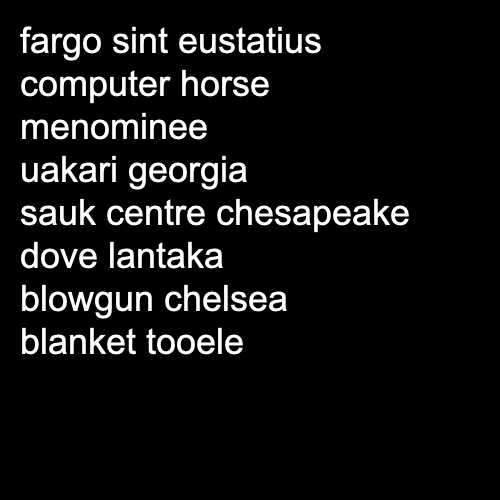 fargo sint eustatius
computer horse
menominee
uakari georgia
sauk centre chesapeake
dove lantaka
blowgun chelsea
blanket tooele